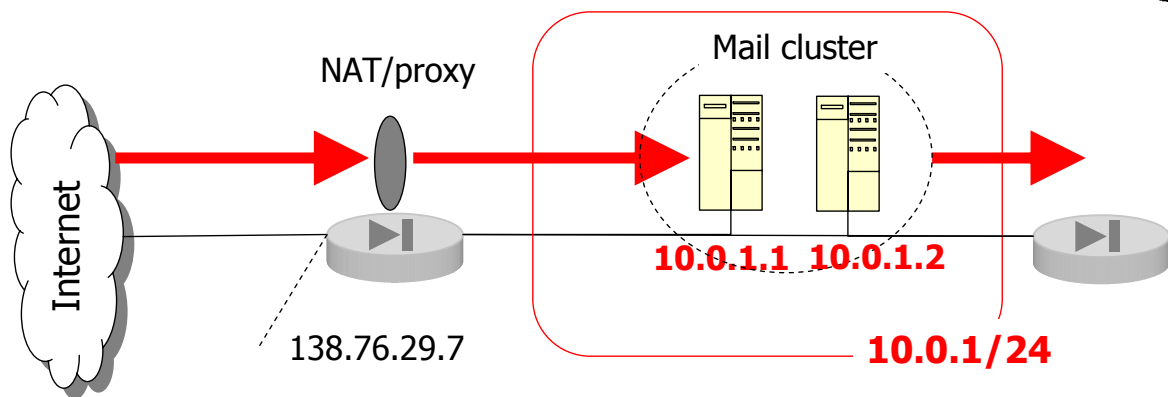 Mail cluster
NAT/proxy
Internet
10.0.1.1 10.0.1.2
138.76.29.7
10.0.1/24